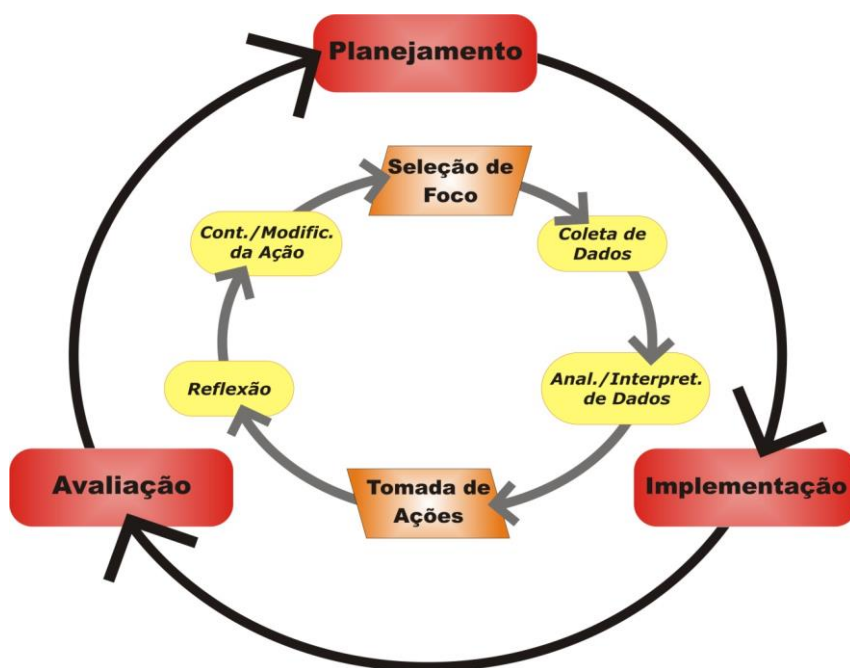 Planejamento
Seleção de
Foco
Cont./Modific.
da Ação
Coleta de
Dados
Reflexão
Anal./Interpret.
de Dados
Avaliação
Tomada de
Ações
Implementação